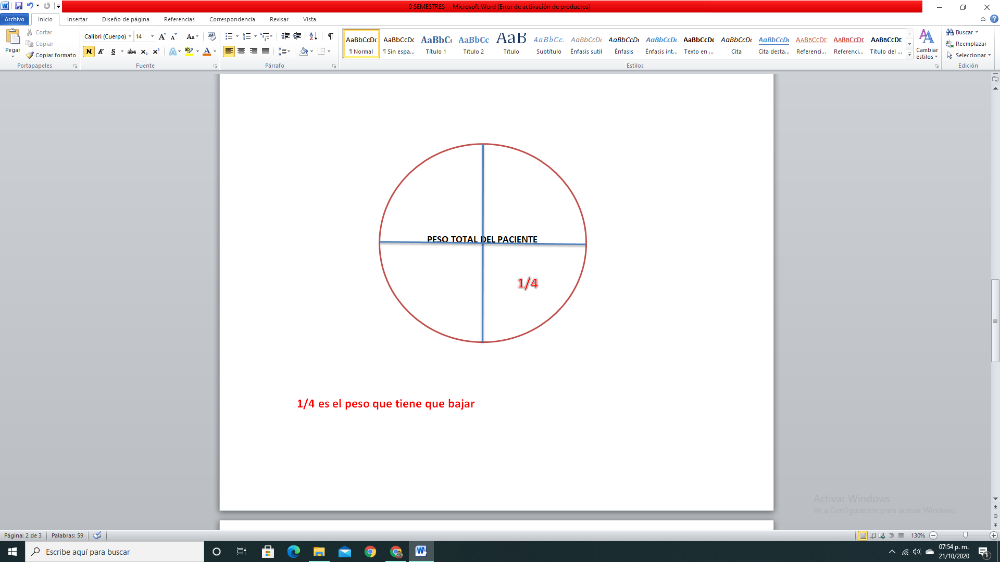 9 SEMESTRES - Microsoft Word (Error de activación de productos)
Archivo Inicio Insertar Diseño de página Referencias Correspondencia Revisar Vista
Pegar
Cortar
Copiar
Copiar formato
Portapapeles
Calibri (Cuerpo) 14
N K S abc x₂ x²
Fuente
Párrafo
AaBbCcDc AaBbCcDc AaBbC AaBbCc AaB AaBbCc. AaBbCcDc AaBbCcDc AaBbCcDc AaBbCcDc AaBbCcDc AaBbCcDc AABBCCDE AABBCCDE AABBCCDE
¶ Normal ¶ Sin espa... Título 1 Título 2 Título Subtítulo Énfasis sutil Énfasis Énfasis int... Texto en ... Cita Cita desta... Referenci... Referenci... Título del ...
Estilos
Cambiar estilos
Buscar
Reemplazar
Seleccionar
Edición
PESO TOTAL DEL PACIENTE
1/4
1/4 es el peso que tiene que bajar
Activar Windows
Ve a Configuración para activar Windows.
Página: 2 de 3 Palabras: 59 130%
Escribe aquí para buscar
07:54 p. m.
21/10/2020
1